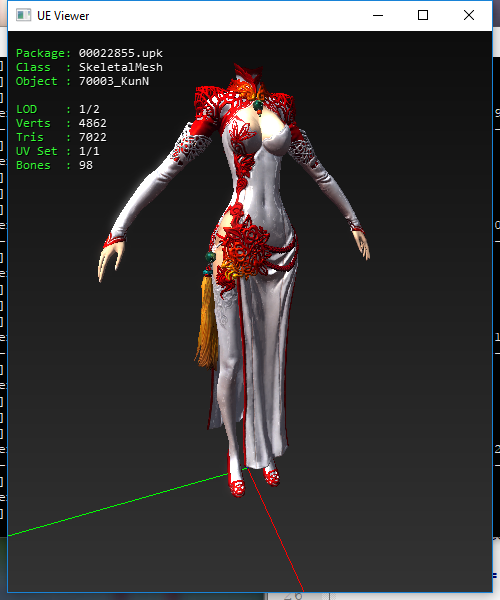 UE Viewer
Package: 00022855.upk
Class : SkeletalMesh
Object : 70003_KunN
LOD : 1/2
Verts : 4862
Tris : 7022
UV Set : 1/1
Bones : 98